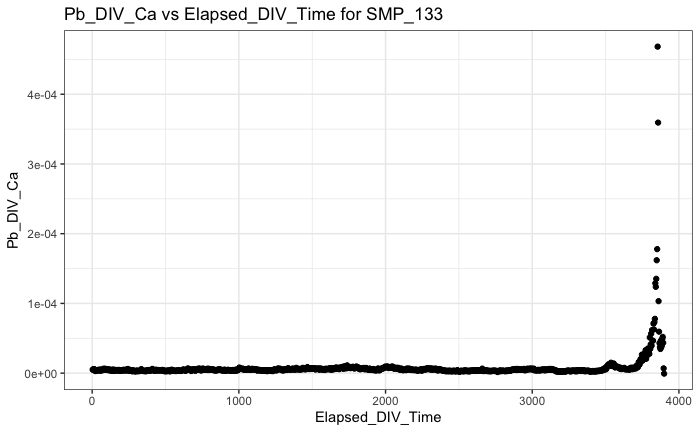 Pb_DIV_Ca vs Elapsed_DIV_Time for SMP_133
Pb_DIV_Ca
4e-04
3e-04
2e-04
1e-04
0e+00
0 1000 2000 3000 4000
Elapsed_DIV_Time